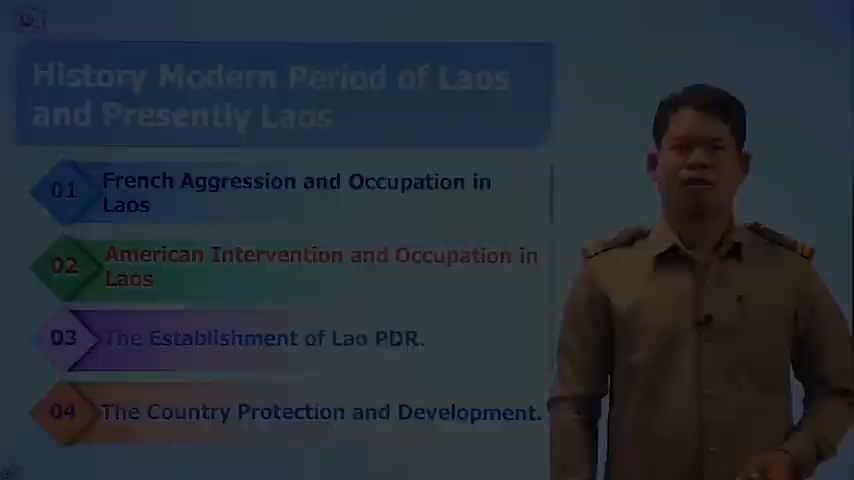 History Modern Period of Laos
and Presently Laos
01
French Aggression and Occupation in
Laos
02
American Intervention and Occupation in
Laos
03
The Establishment of Lao PDR.
04
The Country Protection and Development.